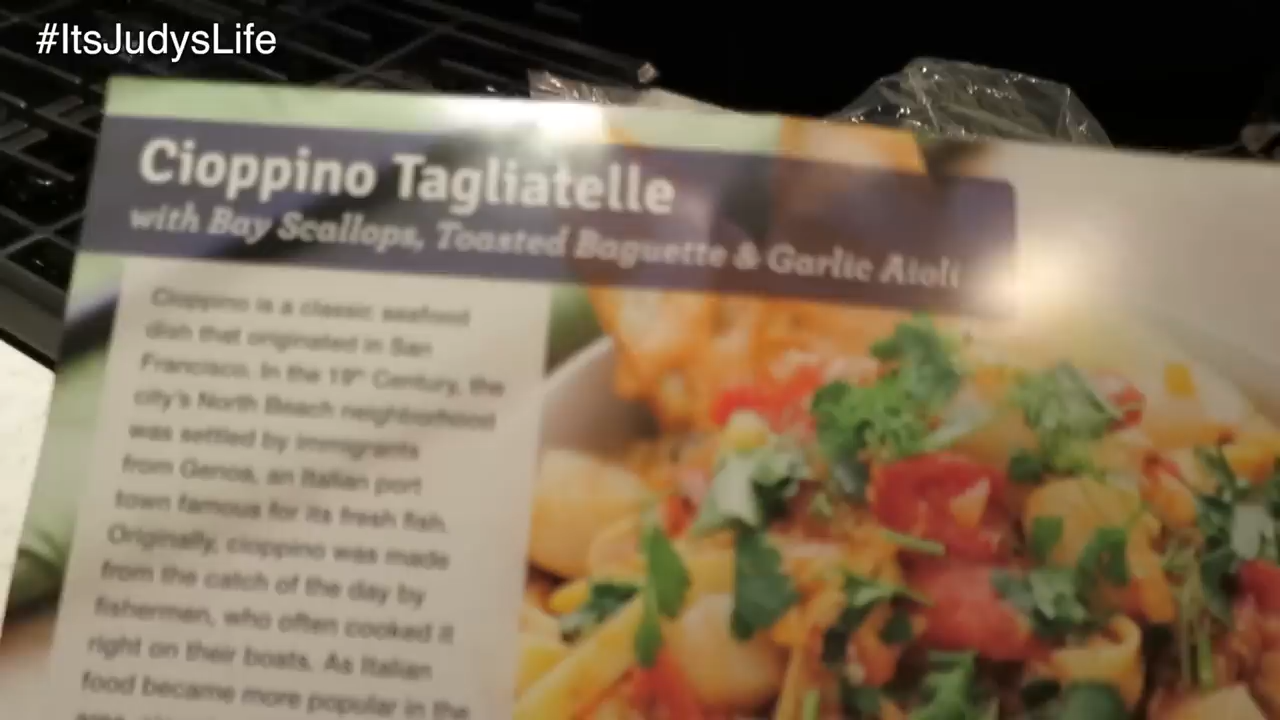 #ItsJudysLife
Cioppino Tagliatelle
with Bay Scallops, Toasted Baguette & Garlic Aioli
Cioppino is a classic seafood
dish that originated in San
Francisco. In the 19th Century, the
city's North Beach neighborhood
was settled by immigrants
from Genoa, an Italian port
town famous for its fresh fish.
Originally, cioppino was made
from the catch of the day by
fishermen, who often cooked it
right on their boats. As Italian
food became more popular in the